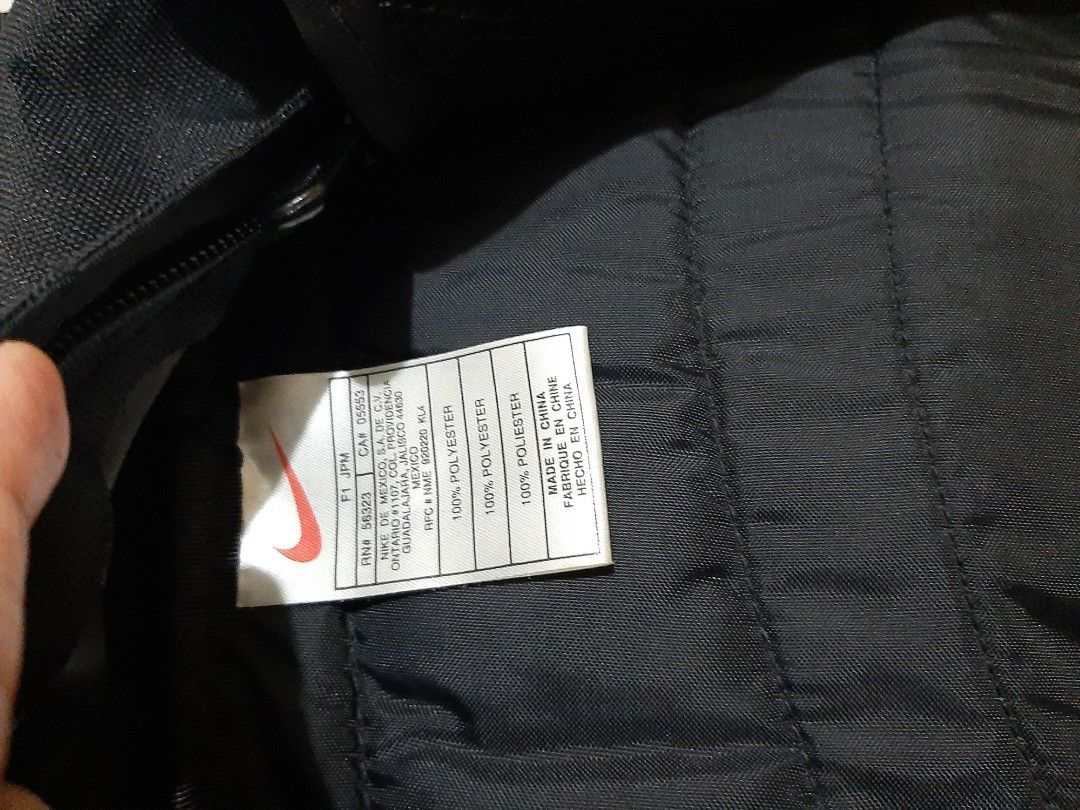 F1 JPM
RN# 56323 CA# 05553
NIKE DE MEXICO, S.A. DE C.V.
ONTARIO #1107, COL. PROVIDENCIA
GUADALAJARA, JALISCO 44630
MEXICO
RFC # NME 920220 KL4
100% POLYESTER
100% POLYESTER
100% POLIESTER
MADE IN CHINA
FABRIQUE EN CHINE
HECHO EN CHINA